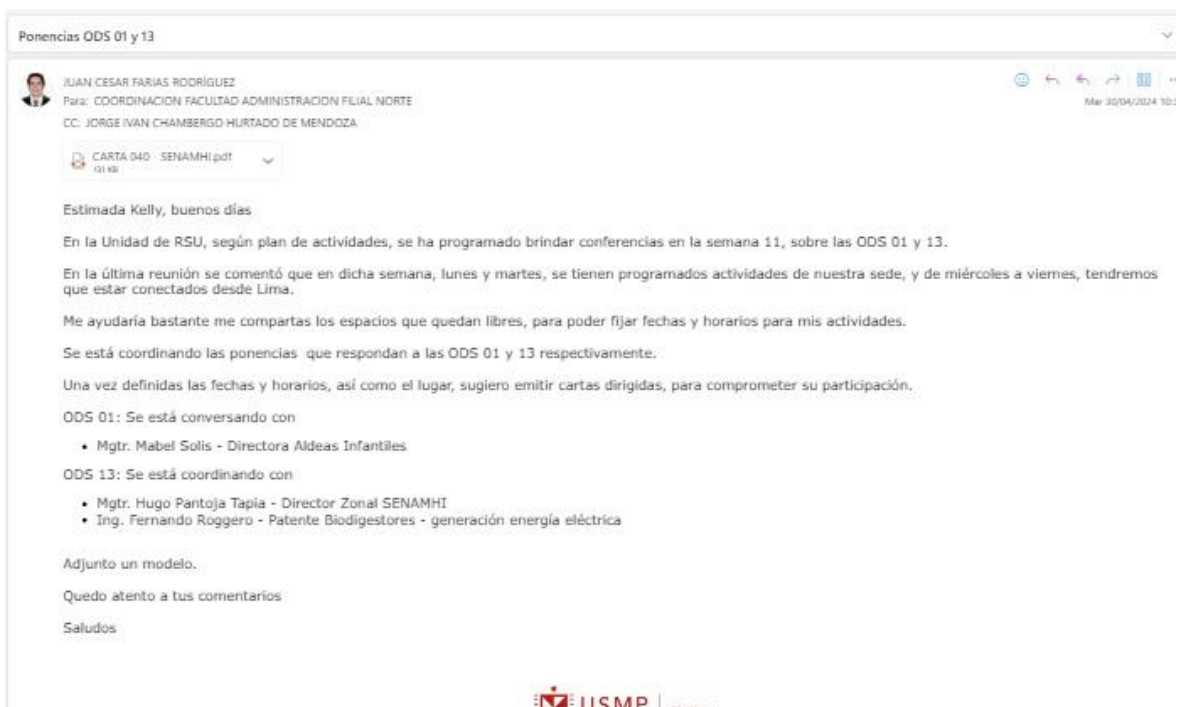 Ponencias ODS 01 y 13
JUAN CESAR FARIAS RODRÍGUEZ
Para: COORDINACION FACULTAD ADMINISTRACION FILIAL NORTE
Mar 30/04/2024 10:
CC: JORGE IVAN CHAMBERGO HURTADO DE MENDOZA
CARTA 040 - SENAMHI.pdf
KB
Estimada Kelly, buenos días
En la Unidad de RSU, según plan de actividades, se ha programado brindar conferencias en la semana 11, sobre las ODS 01 y 13.
En la última reunión se comentó que en dicha semana, lunes y martes, se tienen programados actividades de nuestra sede, y de miércoles a viernes, tendremos
que estar conectados desde Lima.
Me ayudaría bastante me compartas los espacios que quedan libres, para poder fijar fechas y horarios para mis actividades.
Se está coordinando las ponencias que respondan a las ODS 01 y 13 respectivamente.
Una vez definidas las fechas y horarios, así como el lugar, sugiero emitir cartas dirigidas, para comprometer su participación.
ODS 01: Se está conversando con
• Mgtr. Mabel Solis - Directora Aldeas Infantiles
ODS 13: Se está coordinando con
• Mgtr. Hugo Pantoja Tapia - Director Zonal SENAMHI
• Ing. Fernando Roggero - Patente Biodigestores - generación energía eléctrica
Adjunto un modelo.
Quedo atento a tus comentarios
Saludos
USMP